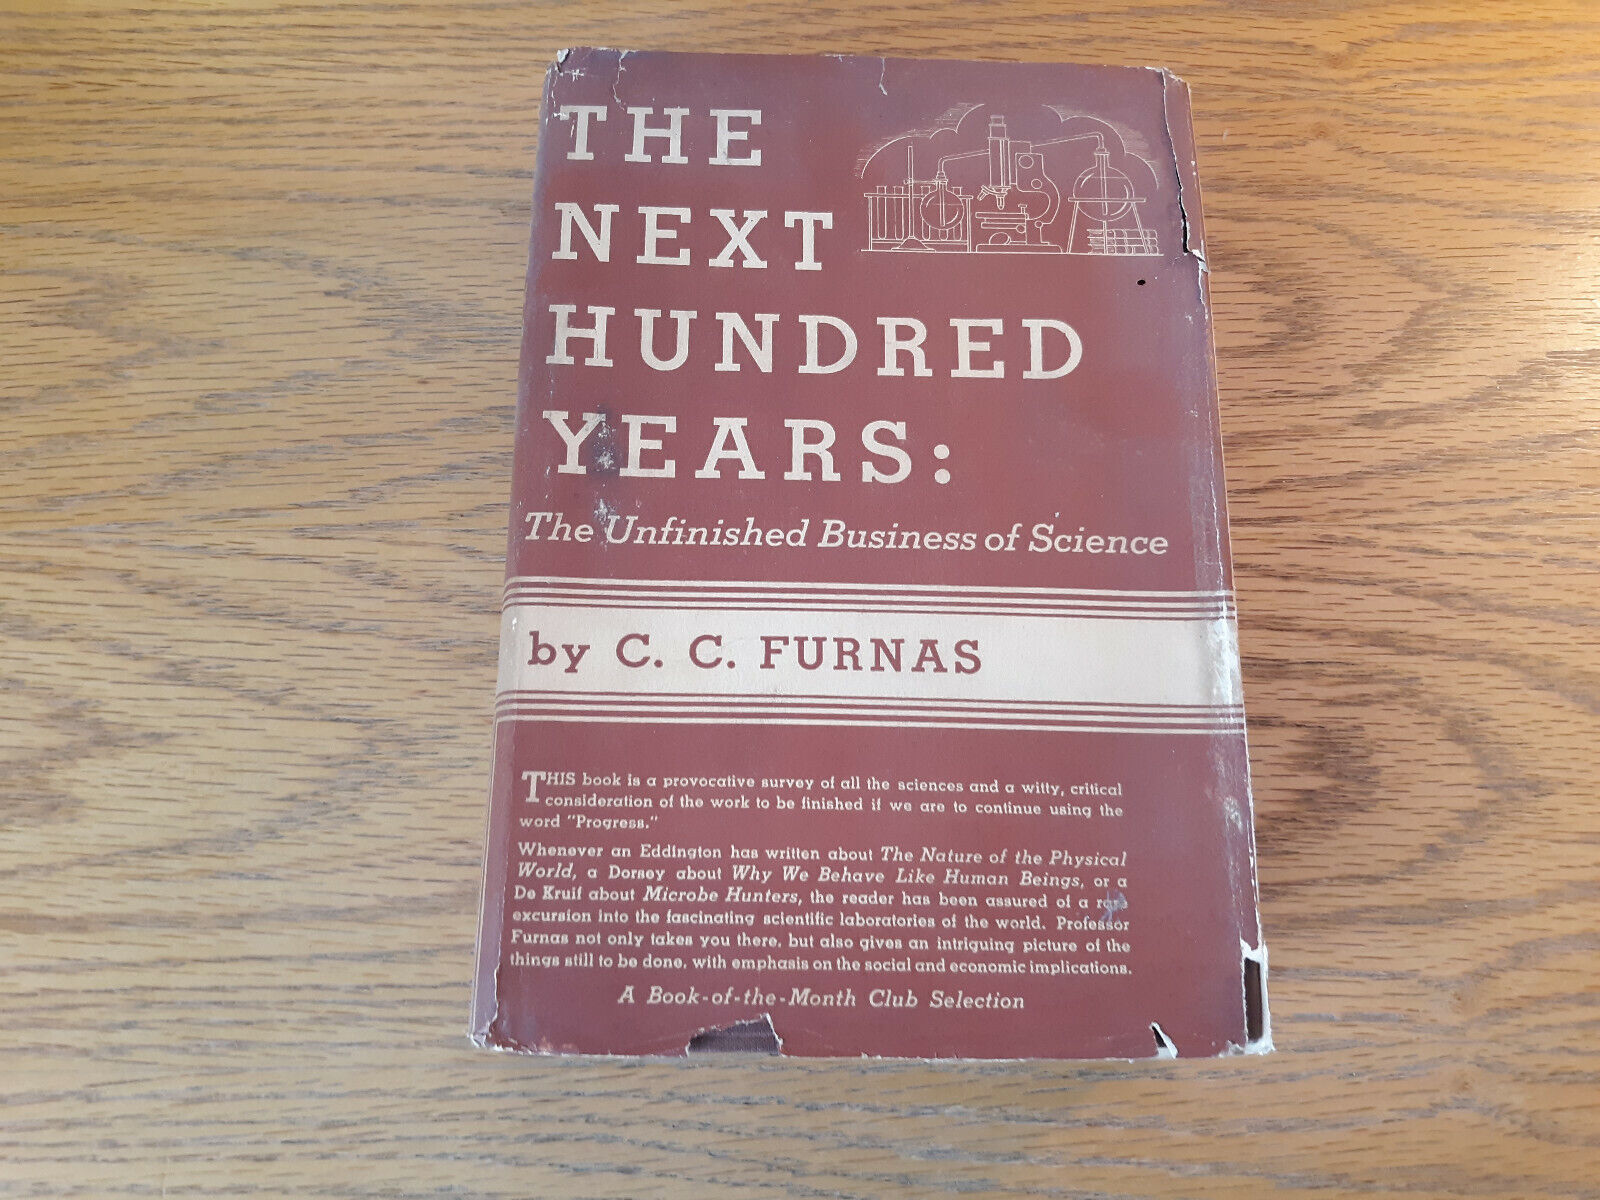 THE
NEXT
HUNDRED
YEARS:
The Unfinished Business of Science
by C. C. FURNAS
THIS book is a provocative survey of all the sciences and a witty, critical
consideration of the work to be finished if we are to continue using the
word "Progress."
Whenever an Eddington has written about The Nature of the Physical
World, a Dorsey about Why We Behave Like Human Beings, or a
De Kruif about Microbe Hunters, the reader has been assured of a rare
excursion into the fascinating scientific laboratories of the world. Professor
Furnas not only takes you there, but also gives an intriguing picture of the
things still to be done, with emphasis on the social and economic implications.
A Book-of-the-Month Club Selection